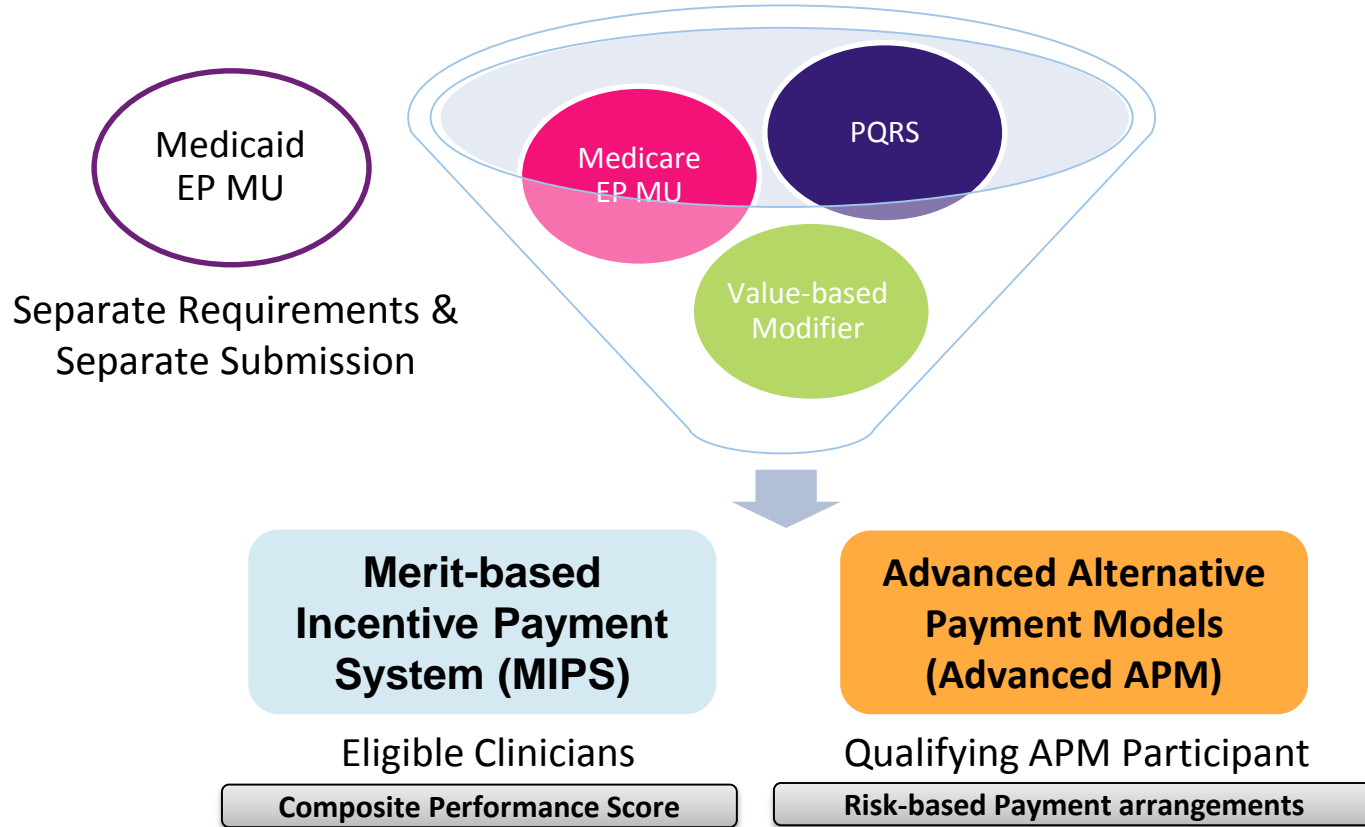 Medicaid
EP MU
Separate Requirements &
Separate Submission
Medicare
EP MU
PQRS
Value-based
Modifier
Merit-based
Incentive Payment
System (MIPS)
Eligible Clinicians
Composite Performance Score
Advanced Alternative
Payment Models
(Advanced APM)
Qualifying APM Participant
Risk-based Payment arrangements